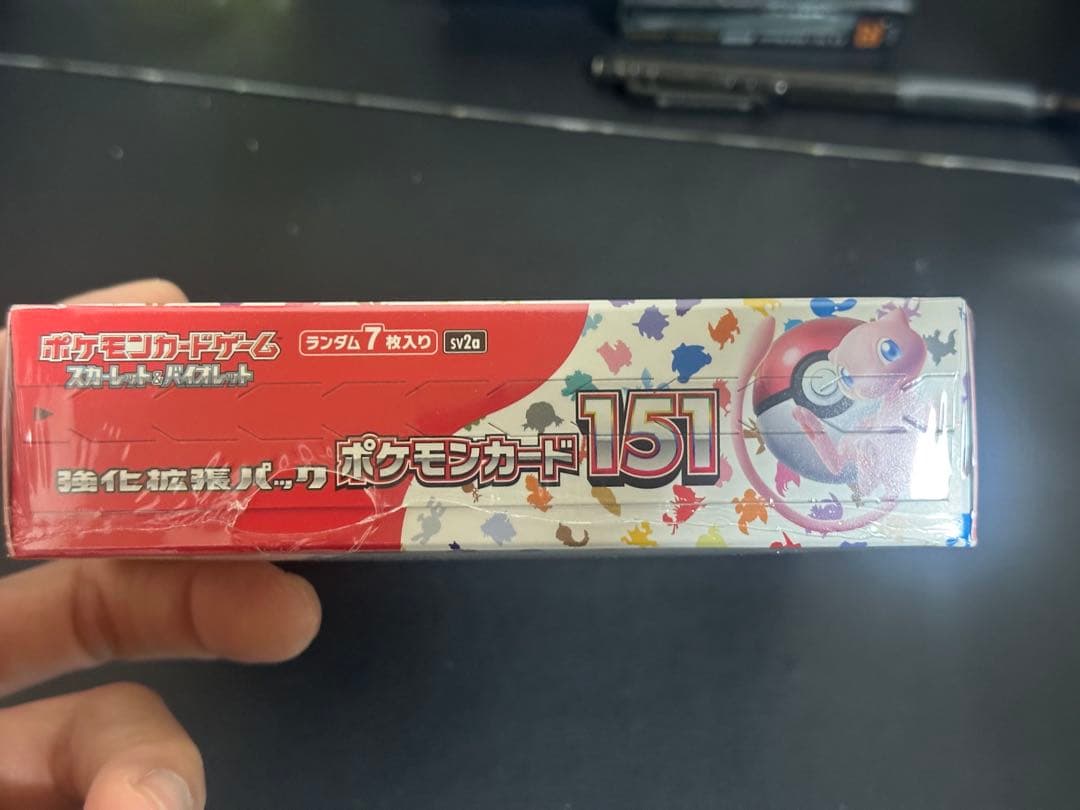 ポケモンカードゲーム
スカーレット&バイオレット
ランダム7枚入り
sv2a
強化拡張パック
ポケモンカード151